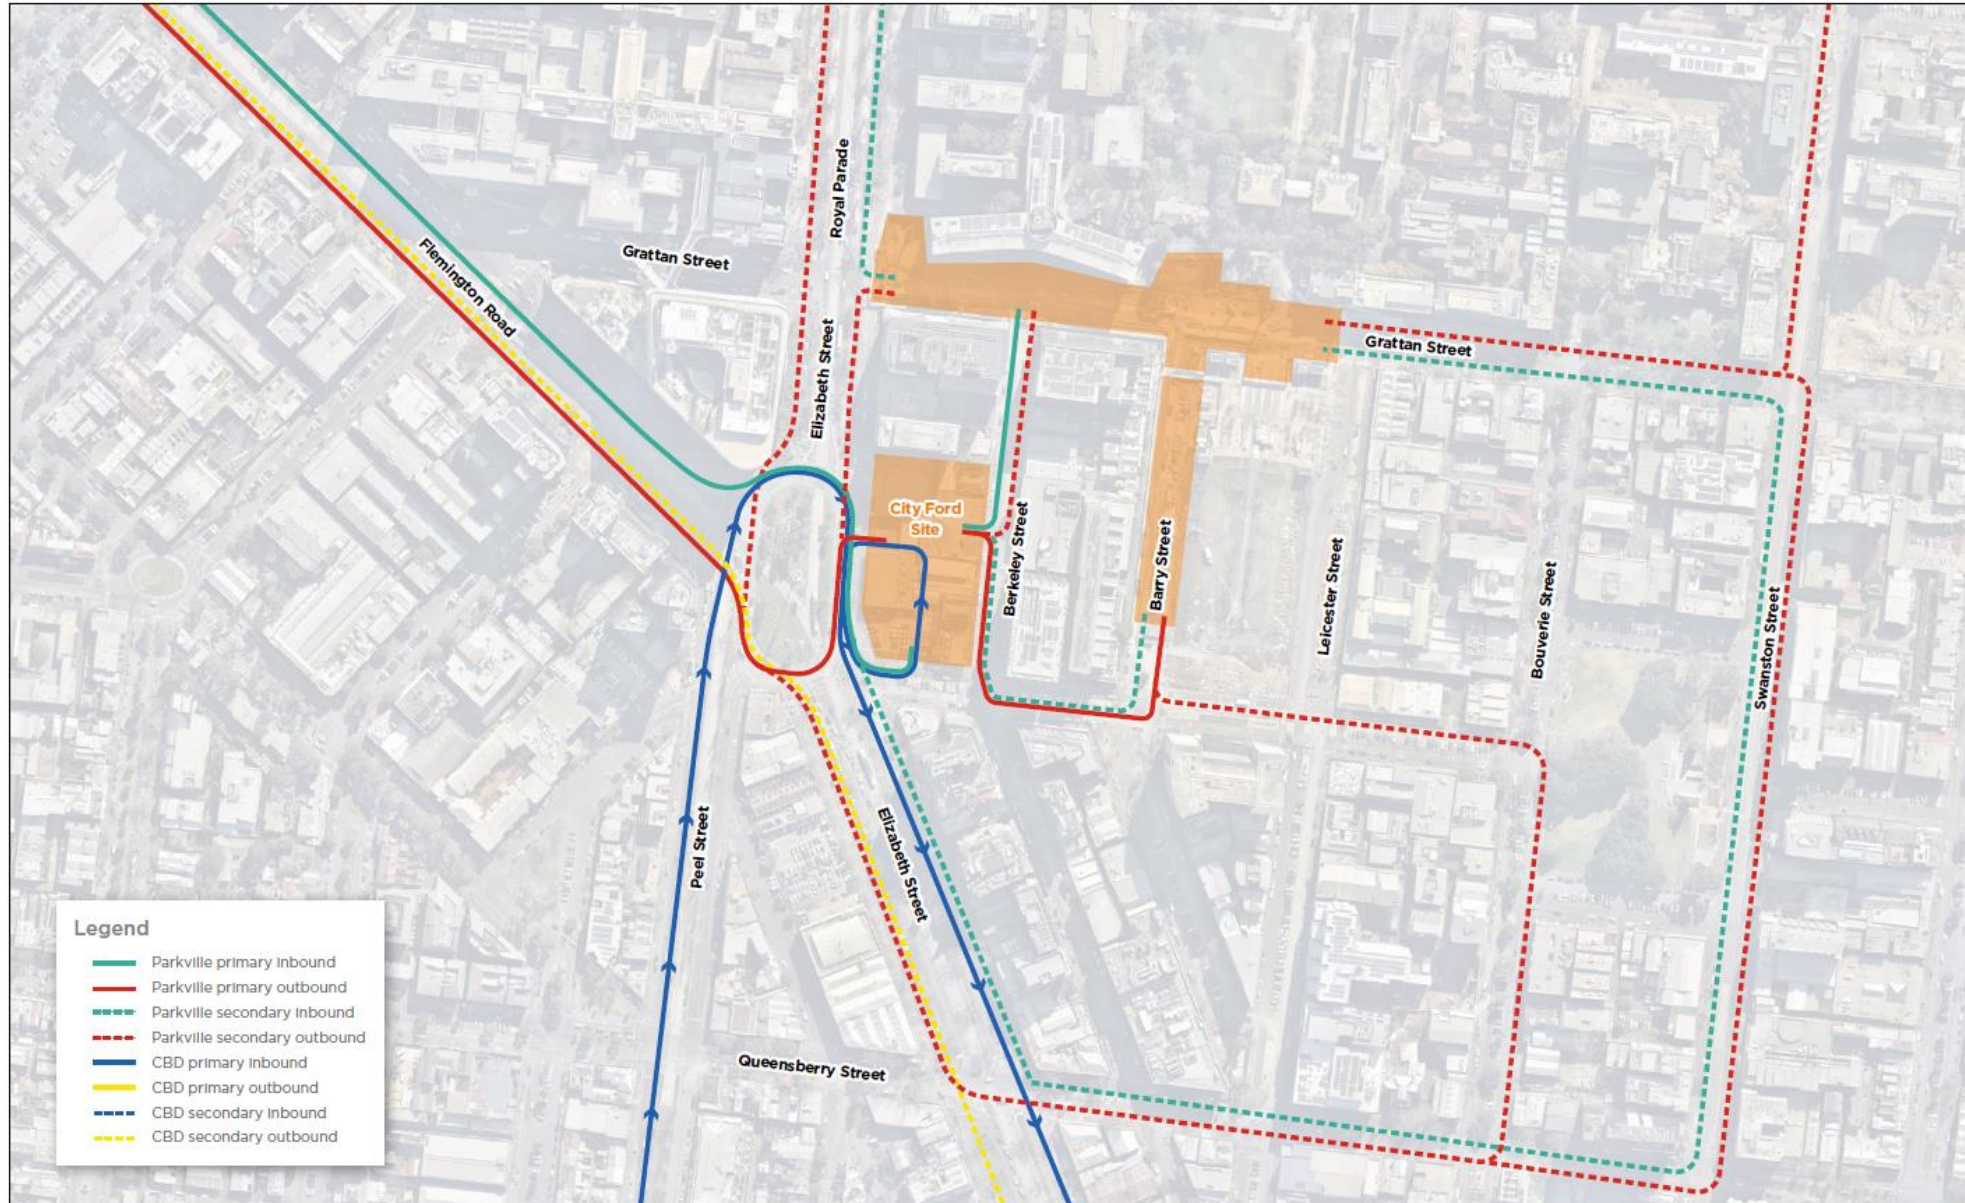 Royal Parade
Grattan Street
Flemington Road
Elizabeth Street
Grattan Street
City Ford
Site
Berkeley Street
Barry Street
Leicester Street
Bouverie Street
Swanston Street
Peel Street
Elizabeth Street
Queensberry Street
Legend
Parkville primary inbound
Parkville primary outbound
Parkville secondary inbound
Parkville secondary outbound
CBD primary inbound
CBD primary outbound
CBD secondary inbound
CBD secondary outbound